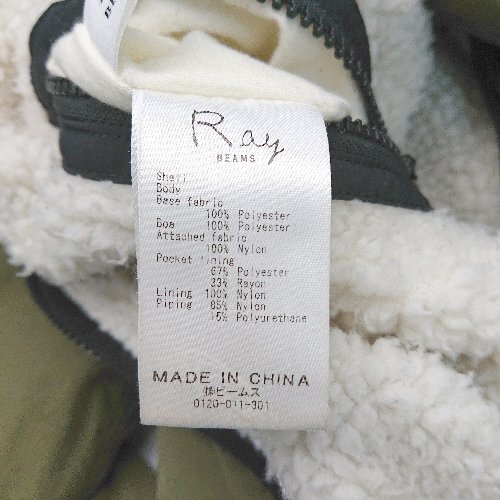 Ray
BEAMS
Shell
Body
Base fabric
100% Polyester
Boa 100% Polyester
Attached fabric
100% Nylon
Pocket lining
67% Polyester
33% Rayon
Lining 100% Nylon
Piping 85% Nylon
15% Polyurethane
MADE IN CHINA
㈱ビームス
0120-011-301